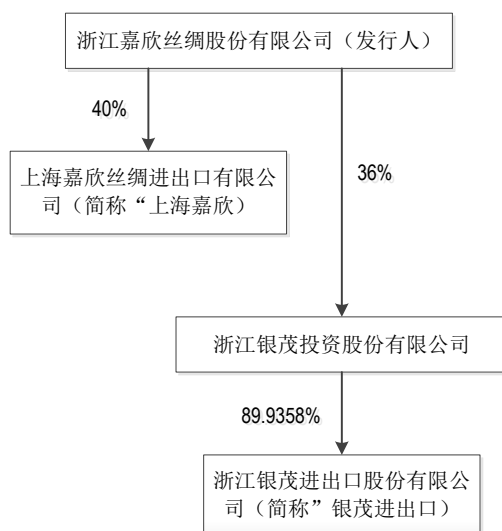 浙江嘉欣丝绸股份有限公司（发行人）
40%
上海嘉欣丝绸进出口有限公
司（简称“上海嘉欣）
36%
浙江银茂投资股份有限公司
89.9358%
浙江银茂进出口股份有限公
司（简称”银茂进出口）